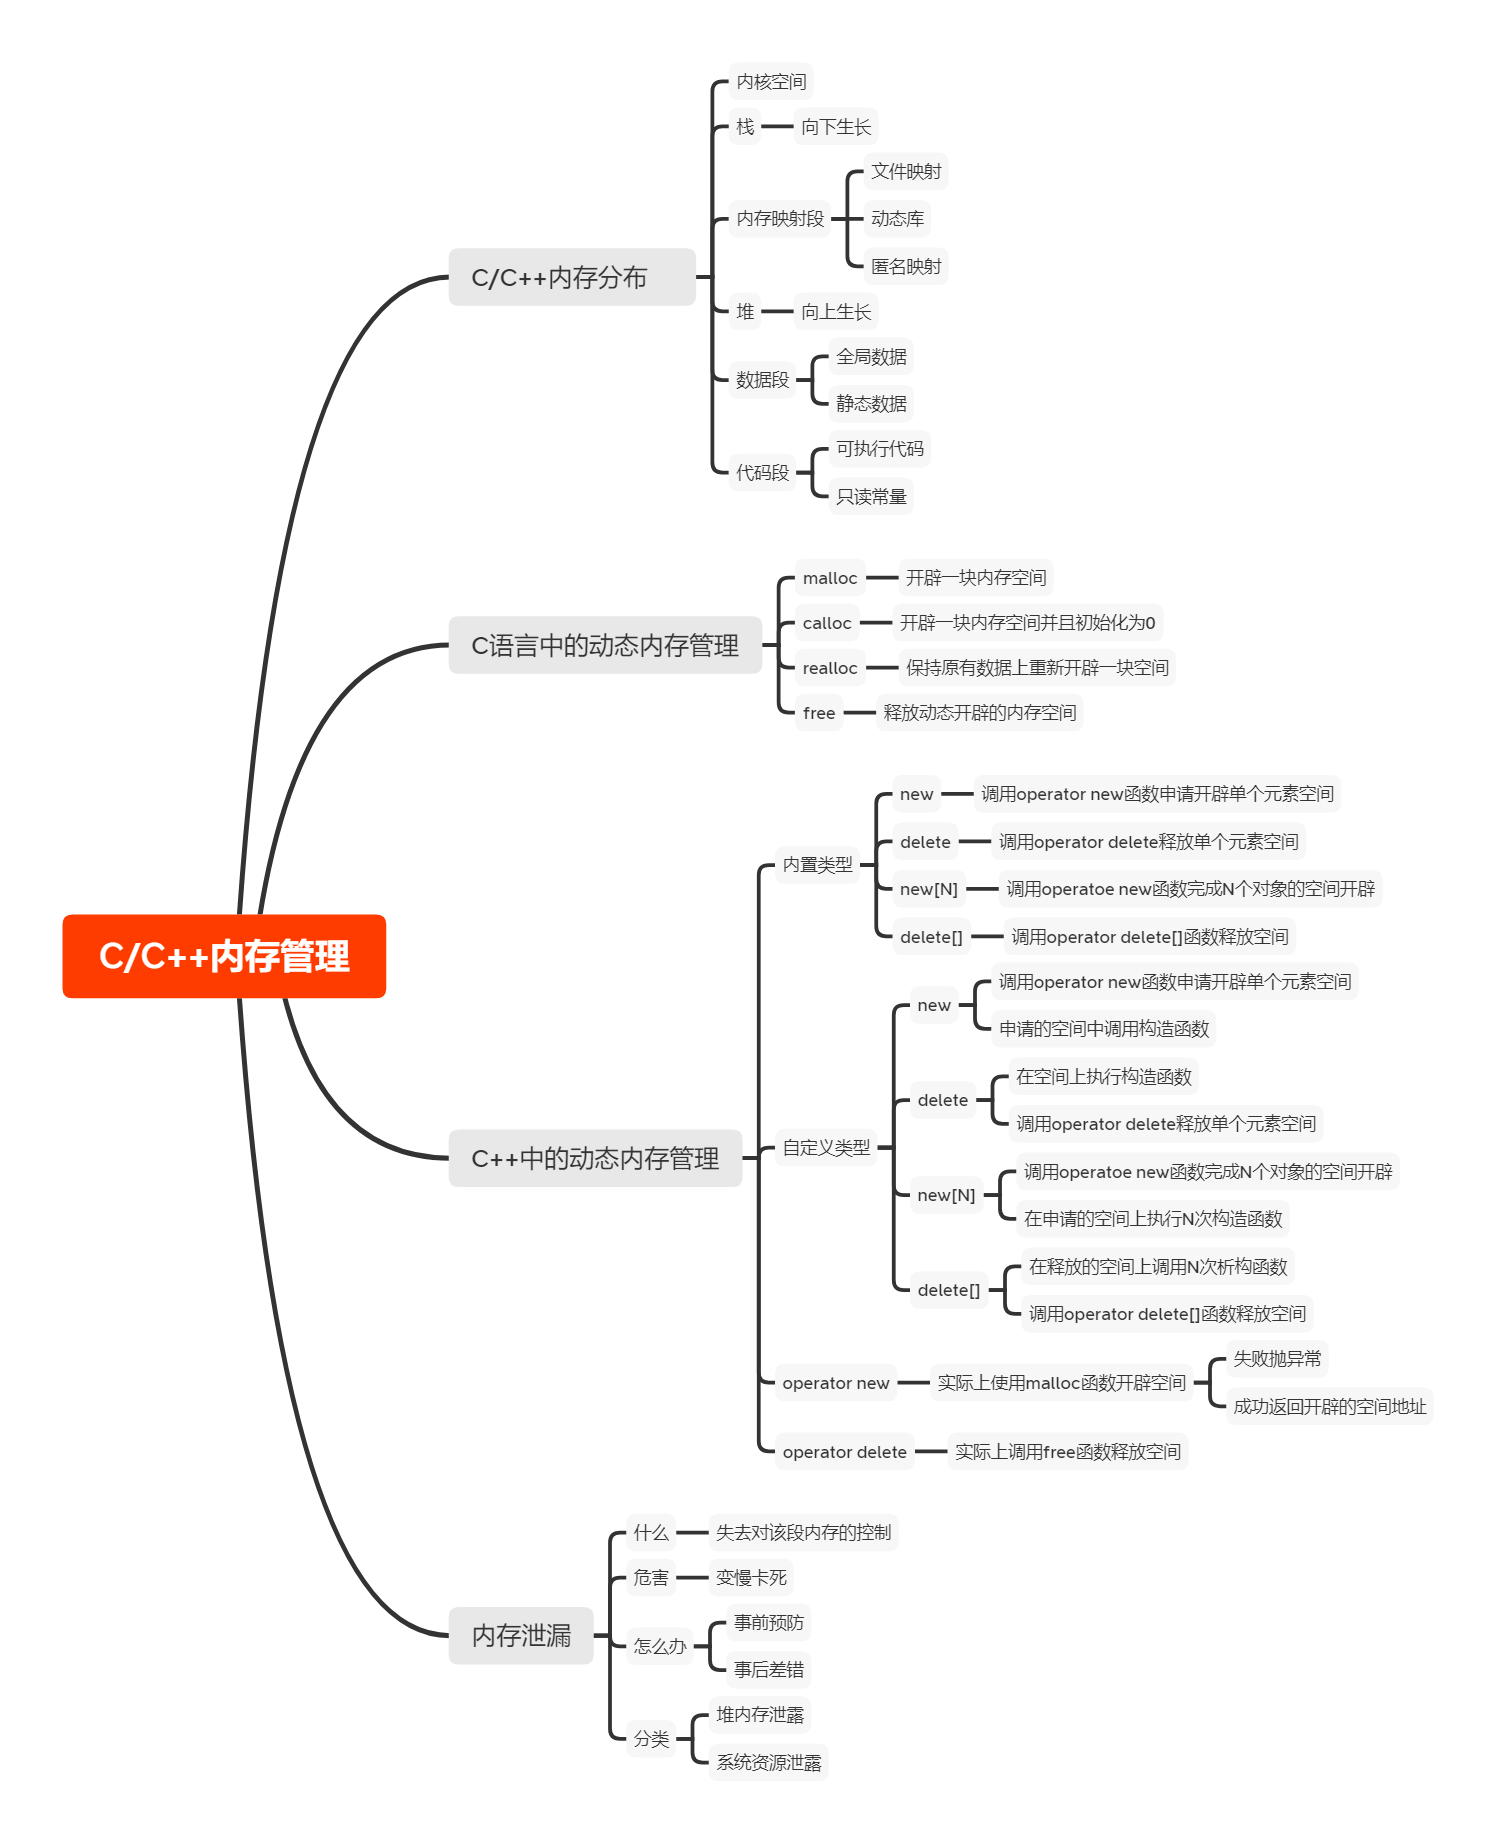 C/C++内存管理
C/C++内存分布
内核空间
栈
向下生长
内存映射段
文件映射
动态库
匿名映射
堆
向上生长
数据段
全局数据
静态数据
代码段
可执行代码
只读常量
C语言中的动态内存管理
malloc
开辟一块内存空间
calloc
开辟一块内存空间并且初始化为0
realloc
保持原有数据上重新开辟一块空间
free
释放动态开辟的内存空间
C++中的动态内存管理
内置类型
new
调用operator new函数申请开辟单个元素空间
delete
调用operator delete释放单个元素空间
new[N]
调用operatoe new函数完成N个对象的空间开辟
delete[]
调用operator delete[]函数释放空间
自定义类型
new
调用operator new函数申请开辟单个元素空间
申请的空间中调用构造函数
delete
在空间上执行构造函数
调用operator delete释放单个元素空间
new[N]
调用operatoe new函数完成N个对象的空间开辟
在申请的空间上执行N次构造函数
delete[]
在释放的空间上调用N次析构函数
调用operator delete[]函数释放空间
operator new
实际上使用malloc函数开辟空间
失败抛异常
成功返回开辟的空间地址
operator delete
实际上调用free函数释放空间
内存泄漏
什么
失去对该段内存的控制
危害
变慢卡死
怎么办
事前预防
事后差错
分类
堆内存泄露
系统资源泄露